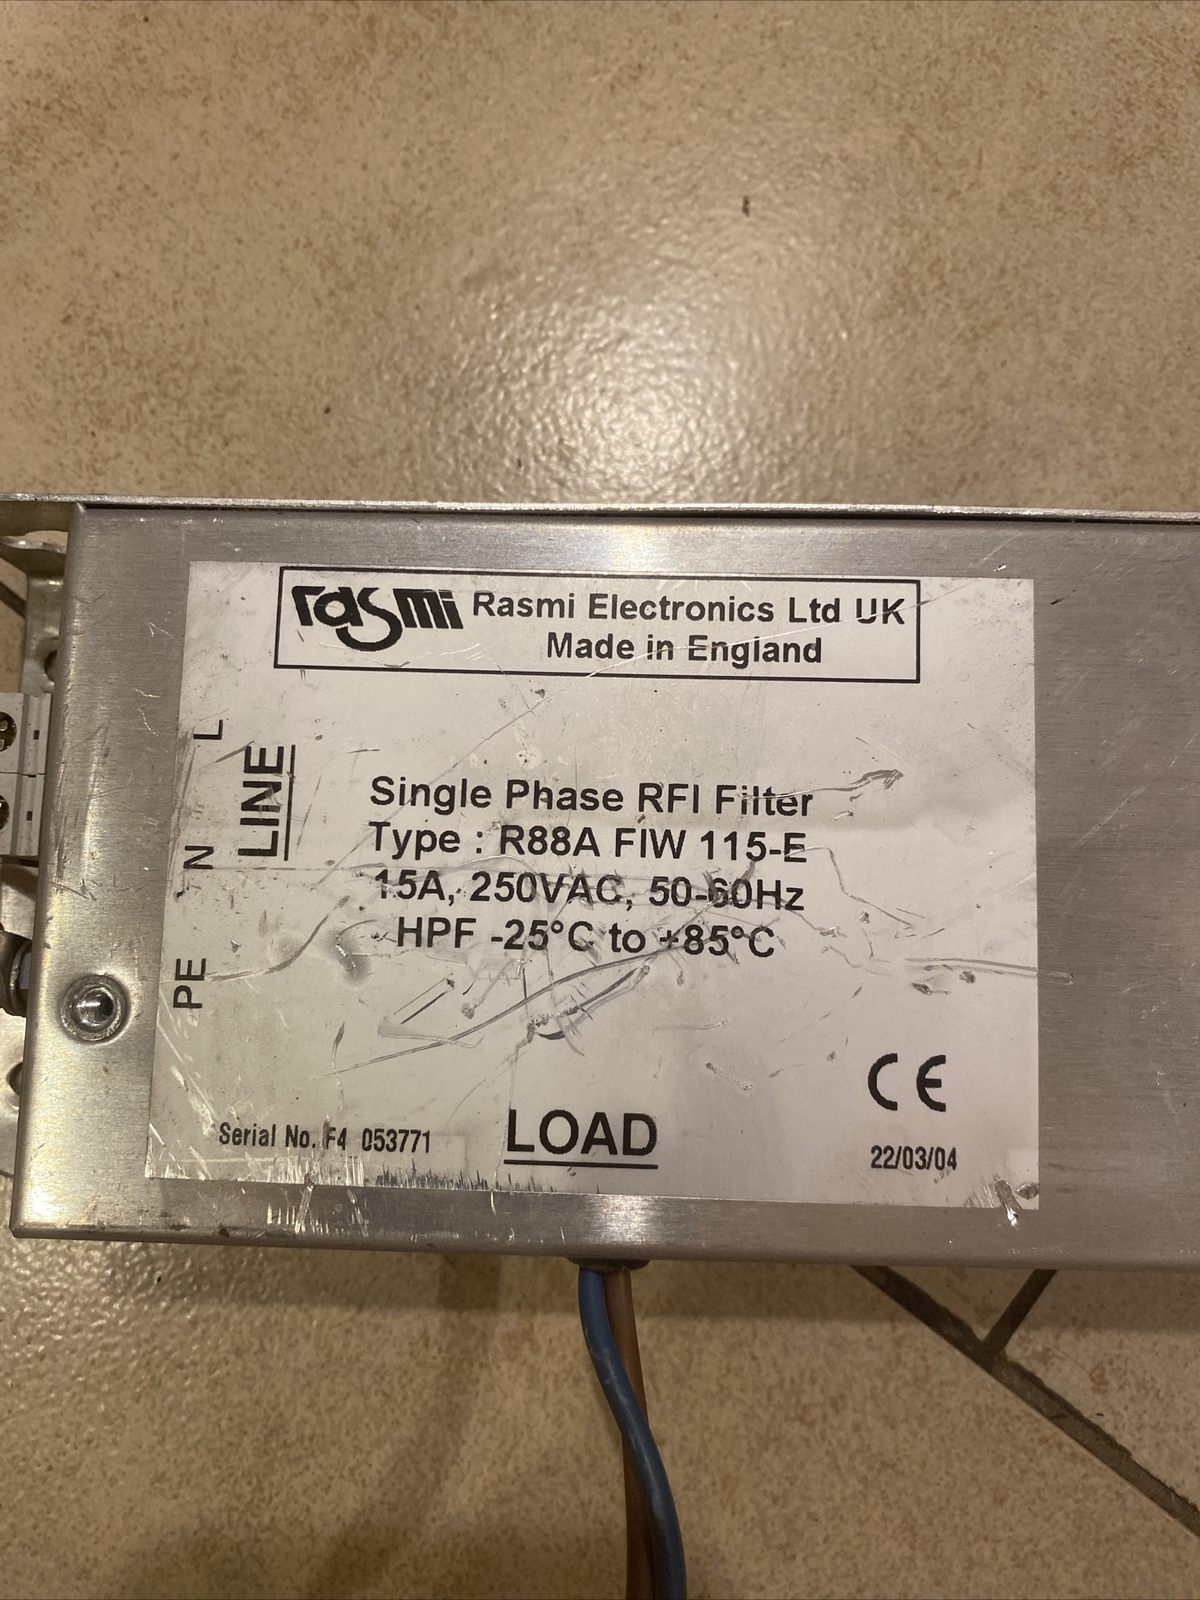 rasmi Rasmi Electronics Ltd UK
Made in England
L
N
PE
LINE
Single Phase RFI Filter
Type : R88A FIW 115-E
15A, 250VAC, 50-60Hz
HPF -25°C to +85°C
CE
Serial No. F4 053771
LOAD
22/03/04